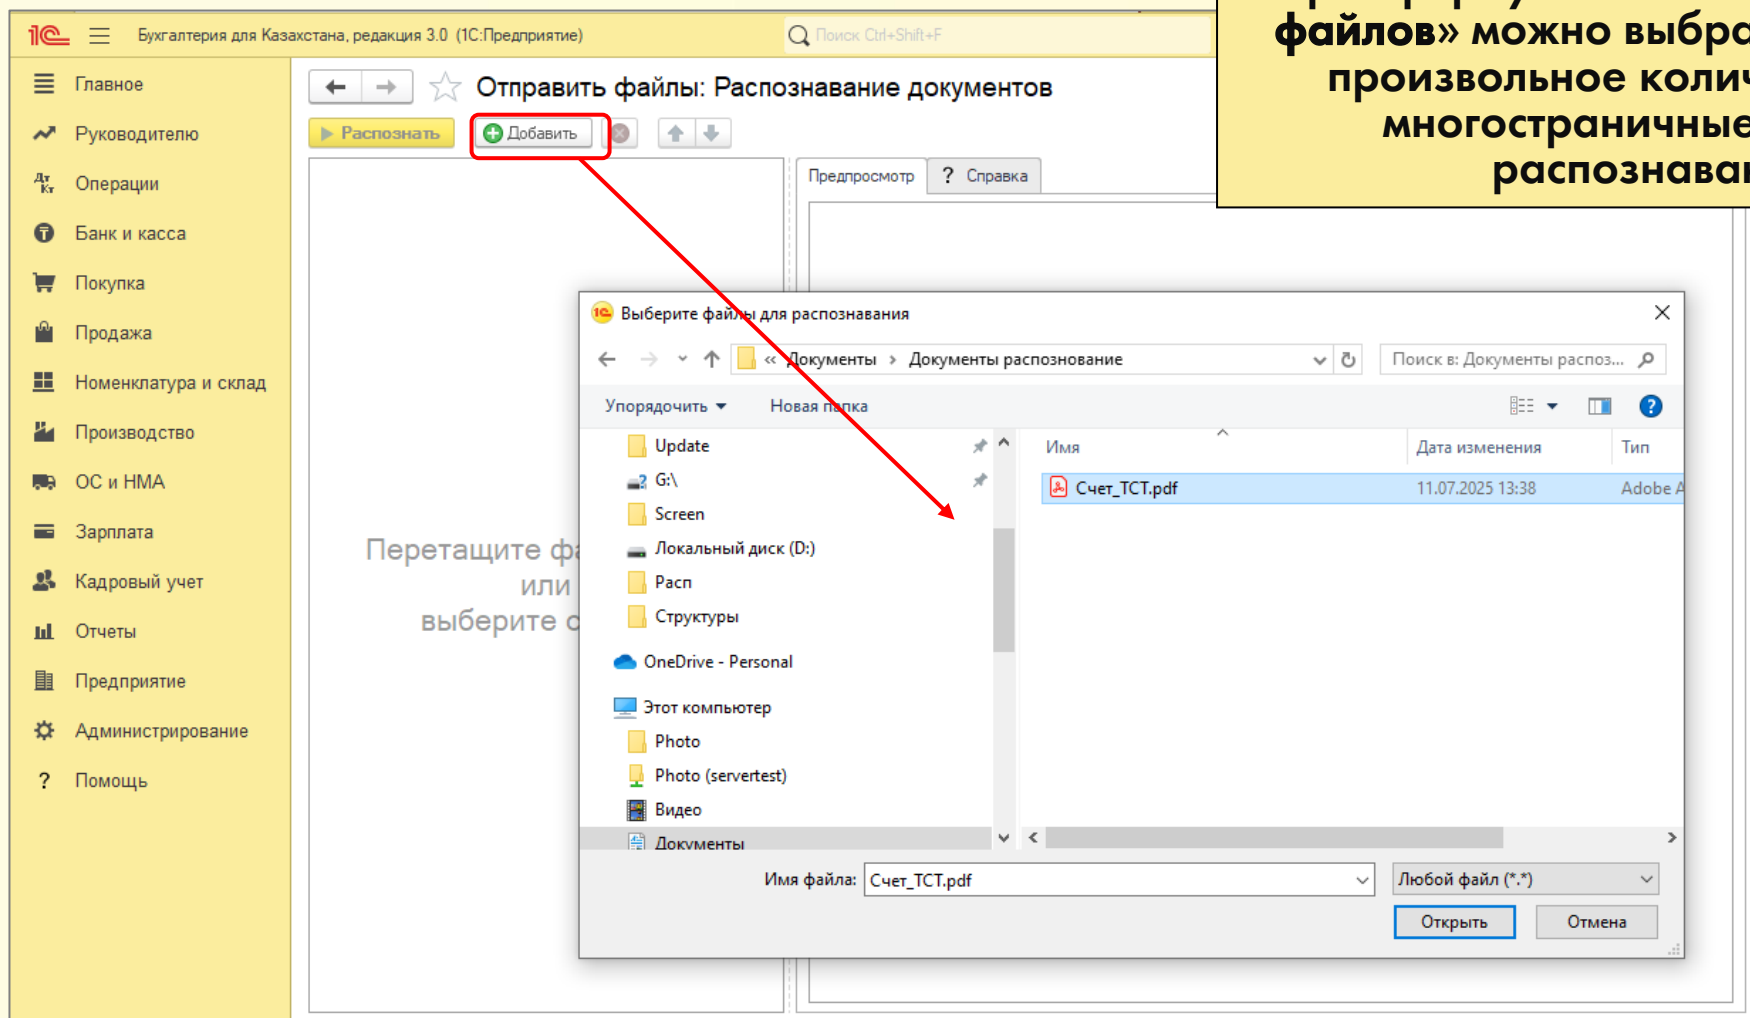 файлов» можно выбра
произвольное колич
многостраничные
распознава
1С Бухгалтерия для Казахстана, редакция 3.0 (1С:Предприятие)
Поиск Ctrl+Shift+F
Главное
Руководителю
Дт Кт Операции
Банк и касса
Покупка
Продажа
Номенклатура и склад
Производство
ОС и НМА
Зарплата
Кадровый учет
Отчеты
Предприятие
Администрирование
? Помощь
Отправить файлы: Распознавание документов
Распознать Добавить
Предпросмотр ? Справка
Перетащите фа
или
выберите с
1С Выберите файлы для распознавания
« Документы › Документы распознование
Поиск в: Документы распоз...
Упорядочить Новая папка
Update
G:\
Screen
Локальный диск (D:)
Расп
Структуры
OneDrive - Personal
Этот компьютер
Photo
Photo (servertest)
Видео
Документы
Имя Дата изменения Тип
Счет_ТСТ.pdf 11.07.2025 13:38 Adobe A
Имя файла: Счет_ТСТ.pdf Любой файл (*.*)
Открыть Отмена